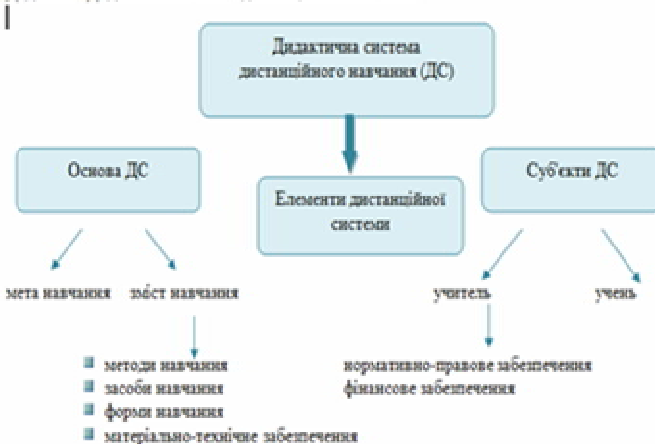 Дидактична система
дистанційного навчання (ДС)
Основа ДС
Елементи дистанційної
системи
Суб'єкти ДС
мета навчання
зміст навчання
учитель
учень
методи навчання
засоби навчання
форми навчання
матеріально-технічне забезпечення
нормативно-правове забезпечення
фінансове забезпечення